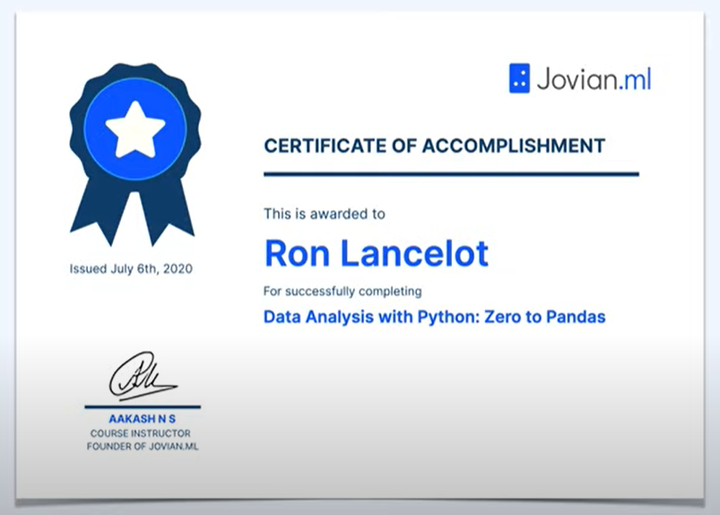 Jovian.ml
CERTIFICATE OF ACCOMPLISHMENT
This is awarded to
Ron Lancelot
Issued July 6th, 2020
For successfully completing
Data Analysis with Python: Zero to Pandas
AAKASH N S
COURSE INSTRUCTOR
FOUNDER OF JOVIAN.ML